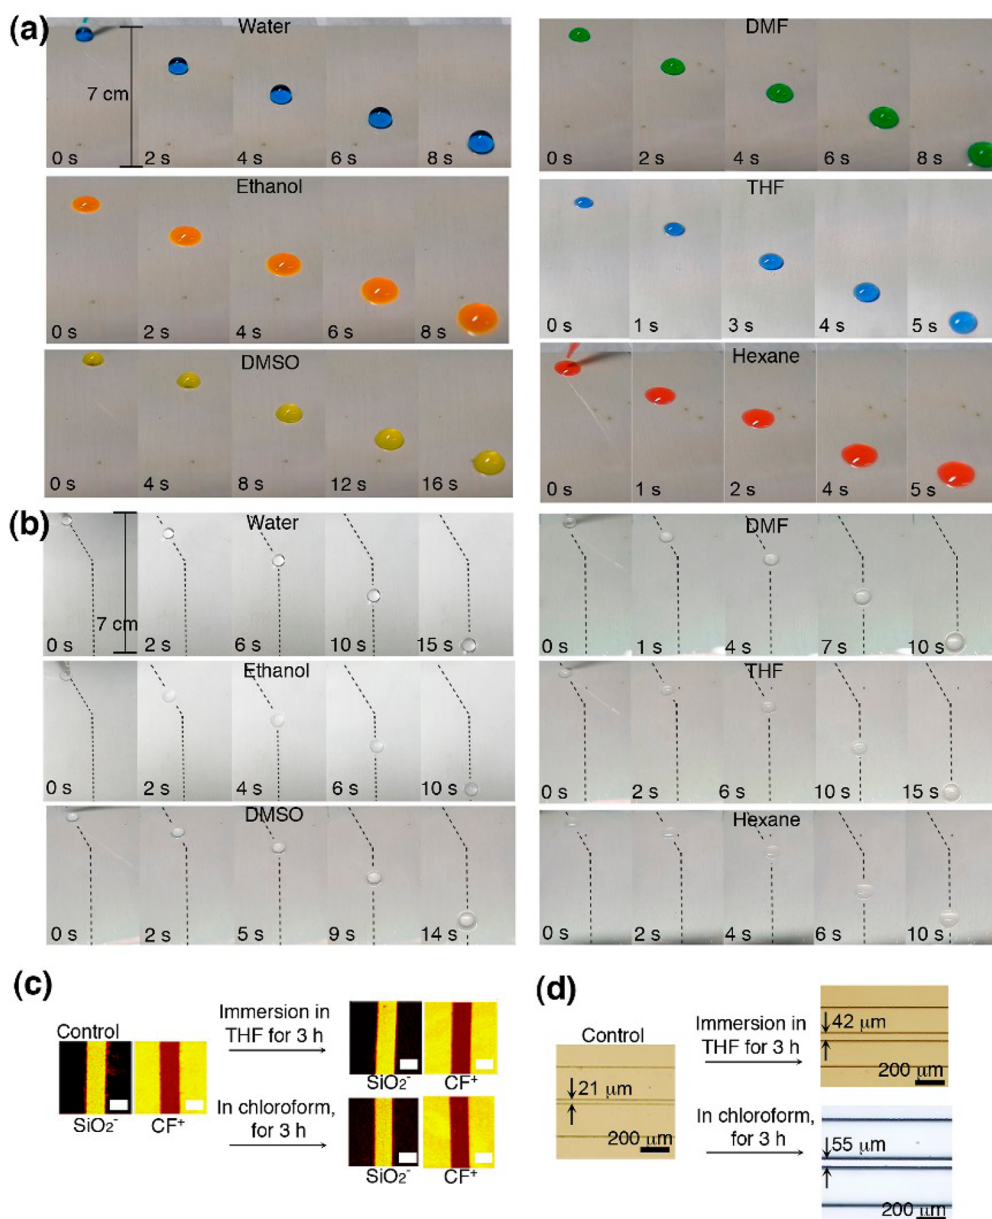 (a)
Water
7 cm
0 s 2 s 4 s 6 s 8 s
DMF
0 s 2 s 4 s 6 s 8 s
Ethanol
0 s 2 s 4 s 6 s 8 s
THF
0 s 1 s 3 s 4 s 5 s
DMSO
0 s 4 s 8 s 12 s 16 s
Hexane
0 s 1 s 2 s 4 s 5 s
(b)
Water
7 cm
0 s 2 s 6 s 10 s 15 s
DMF
0 s 1 s 4 s 7 s 10 s
Ethanol
0 s 2 s 4 s 6 s 10 s
THF
0 s 2 s 6 s 10 s 15 s
DMSO
0 s 2 s 5 s 9 s 14 s
Hexane
0 s 2 s 4 s 6 s 10 s
(c)
Control
SiO₂⁻ CF⁺
Immersion in
THF for 3 h
SiO₂⁻ CF⁺
In chloroform,
for 3 h
SiO₂⁻ CF⁺
(d)
Control
21 μm
200 μm
Immersion in
THF for 3 h
42 μm
200 μm
In chloroform,
for 3 h
55 μm
200 μm